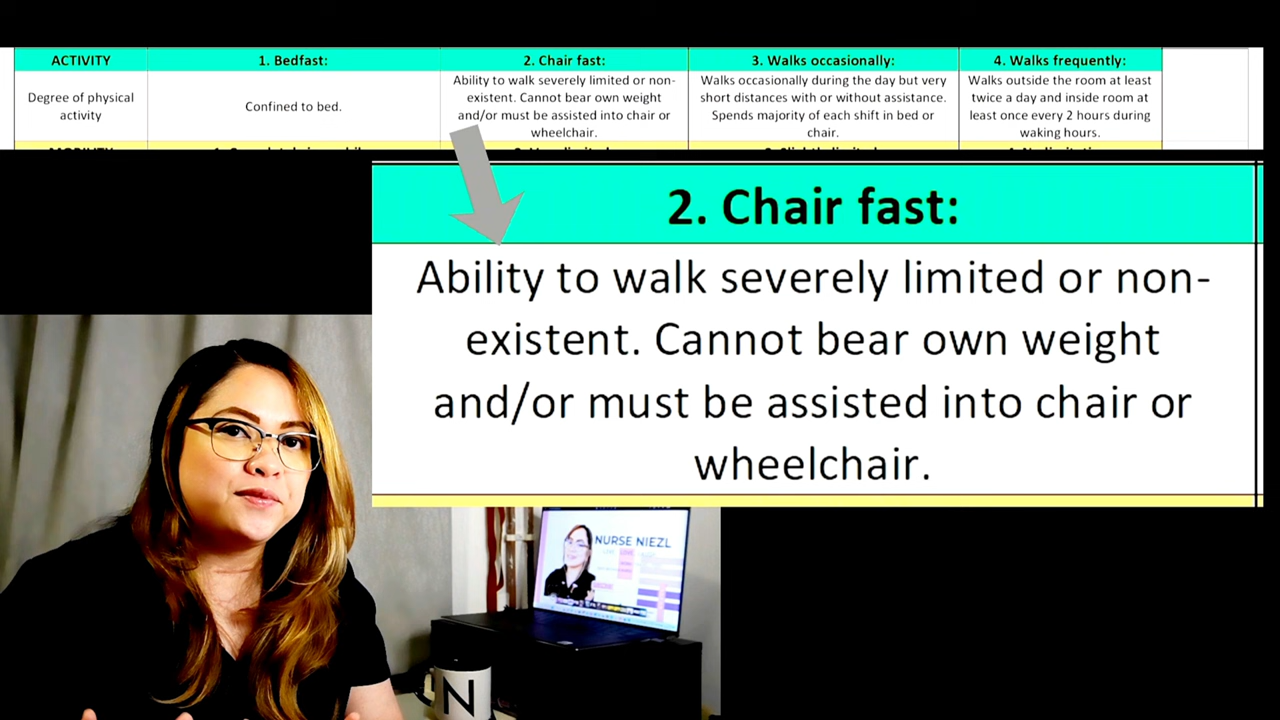 ACTIVITY
1. Bedfast:
2. Chair fast:
3. Walks occasionally:
4. Walks frequently:
Degree of physical
activity
Confined to bed.
Ability to walk severely limited or non-
existent. Cannot bear own weight
and/or must be assisted into chair or
wheelchair.
Walks occasionally during the day but very
short distances with or without assistance.
Spends majority of each shift in bed or
chair.
Walks outside the room at least
twice a day and inside room at
least once every 2 hours during
waking hours.
2. Chair fast:
Ability to walk severely limited or non-
existent. Cannot bear own weight
and/or must be assisted into chair or
wheelchair.
NURSE NIEZL
N